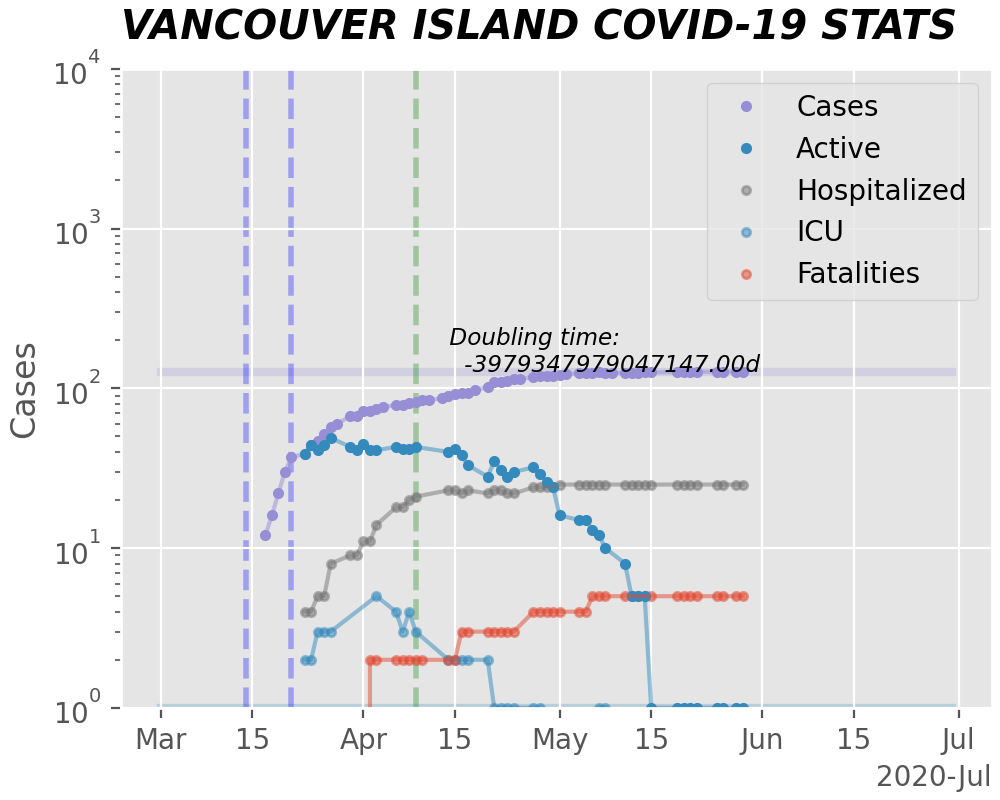 VANCOUVER ISLAND COVID-19 STATS
10^4
10^3
10^2
10^1
10^0
Cases
Cases
Active
Hospitalized
ICU
Fatalities
Doubling time:
-3979347979047147.00d
Mar 15 Apr 15 May 15 Jun 15 Jul
2020-Jul